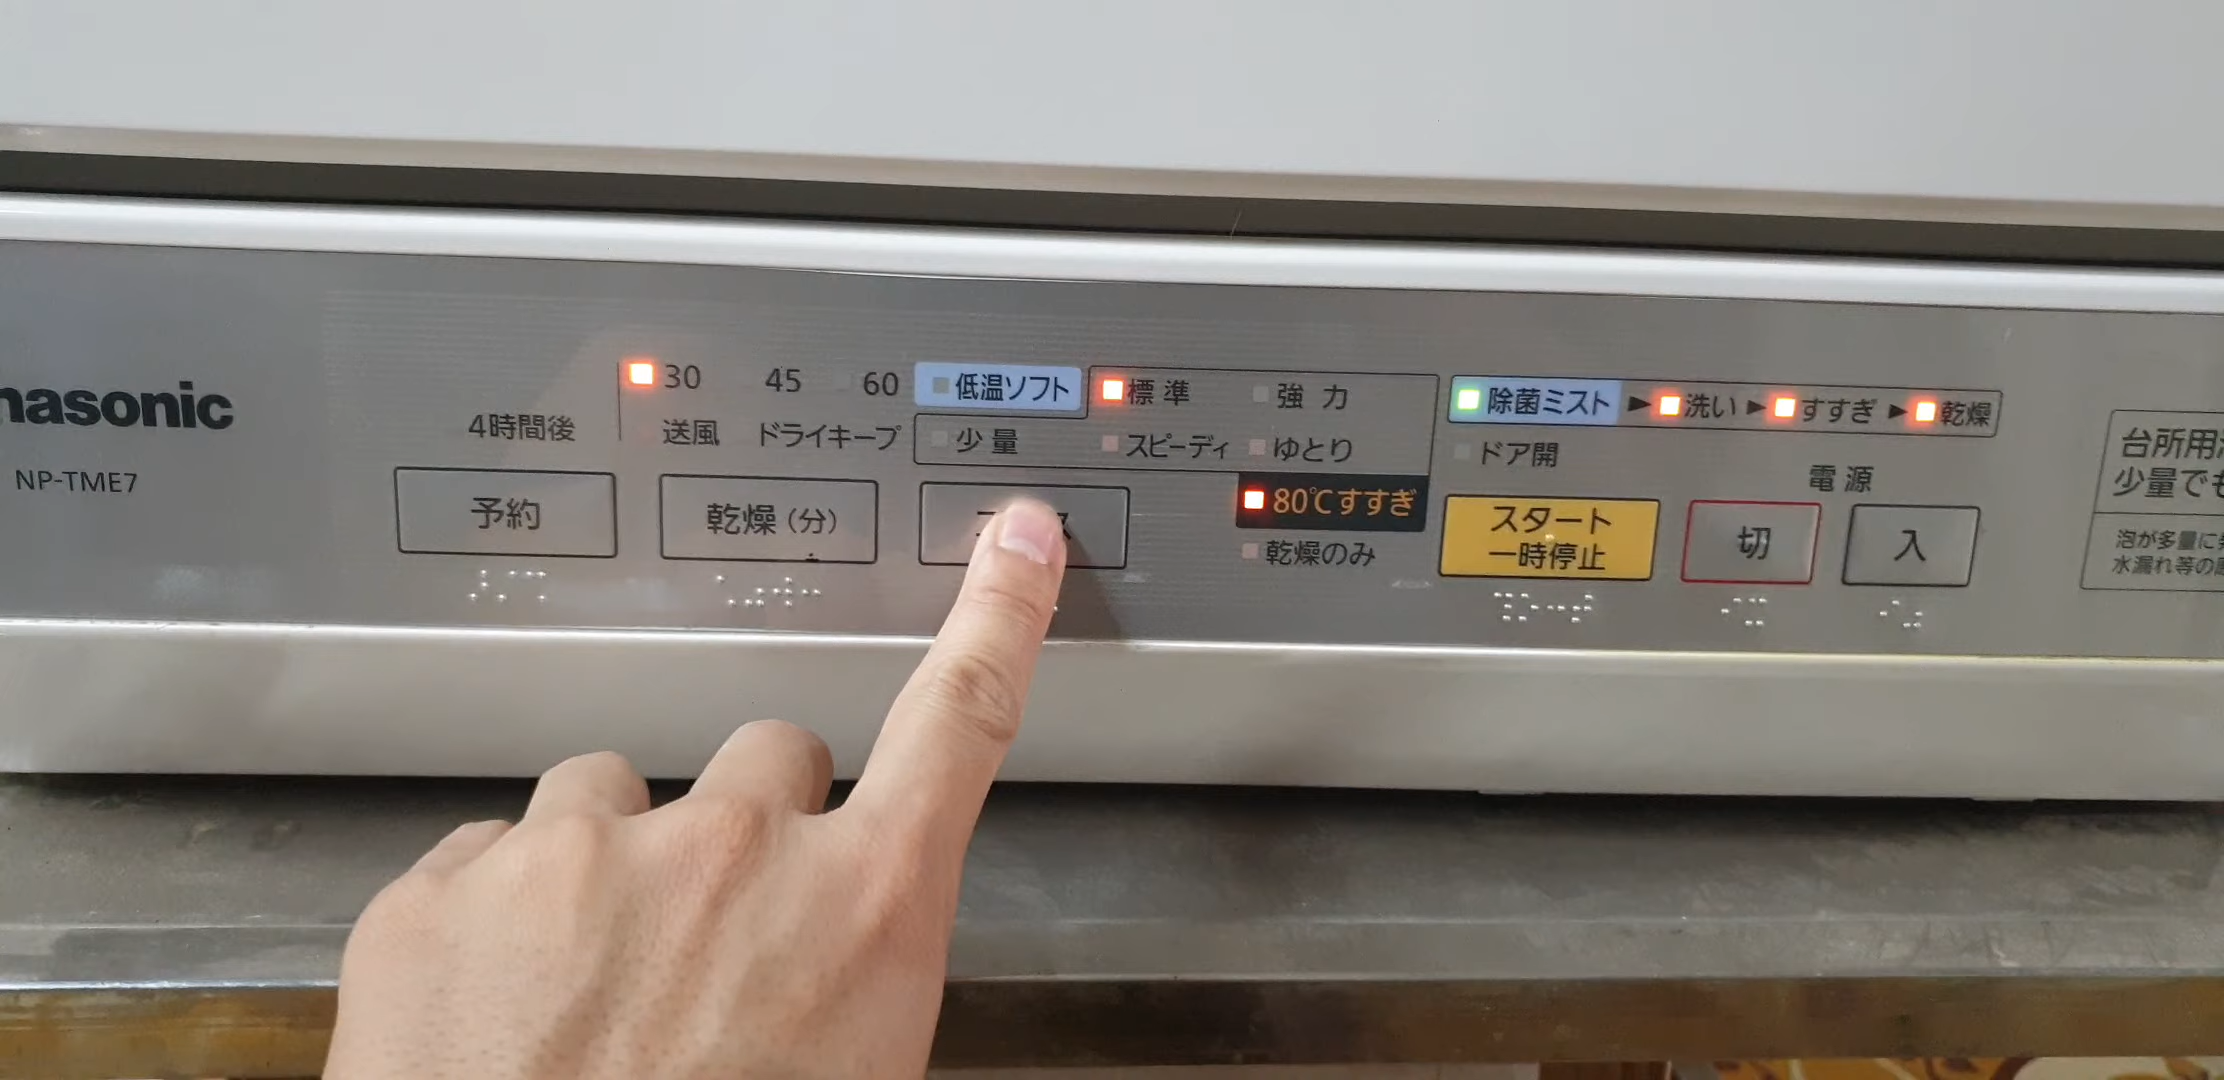 nasonic
NP-TME7
4時間後
30 45 60
送風 ドライキープ
低温ソフト
標準 強力
少量 スピーディ ゆとり
80℃すすぎ
乾燥のみ
除菌ミスト ▶ 洗い ▶ すすぎ ▶ 乾燥
ドア開
電源
予約
乾燥(分)
スタート
一時停止
切
入
台所用
少量でも
泡が多量に
水漏れ等の